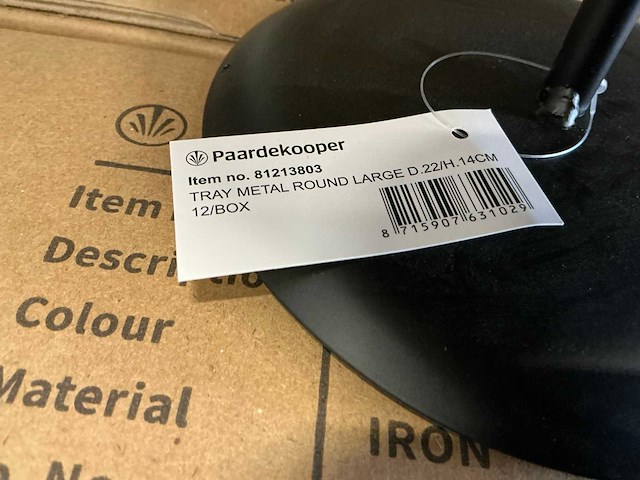 Paardekooper
Item no. 81213803
TRAY METAL ROUND LARGE D.22/H.14CM
12/BOX
8 715907 631029
Item
Descri
Colour
Material
IRON
No